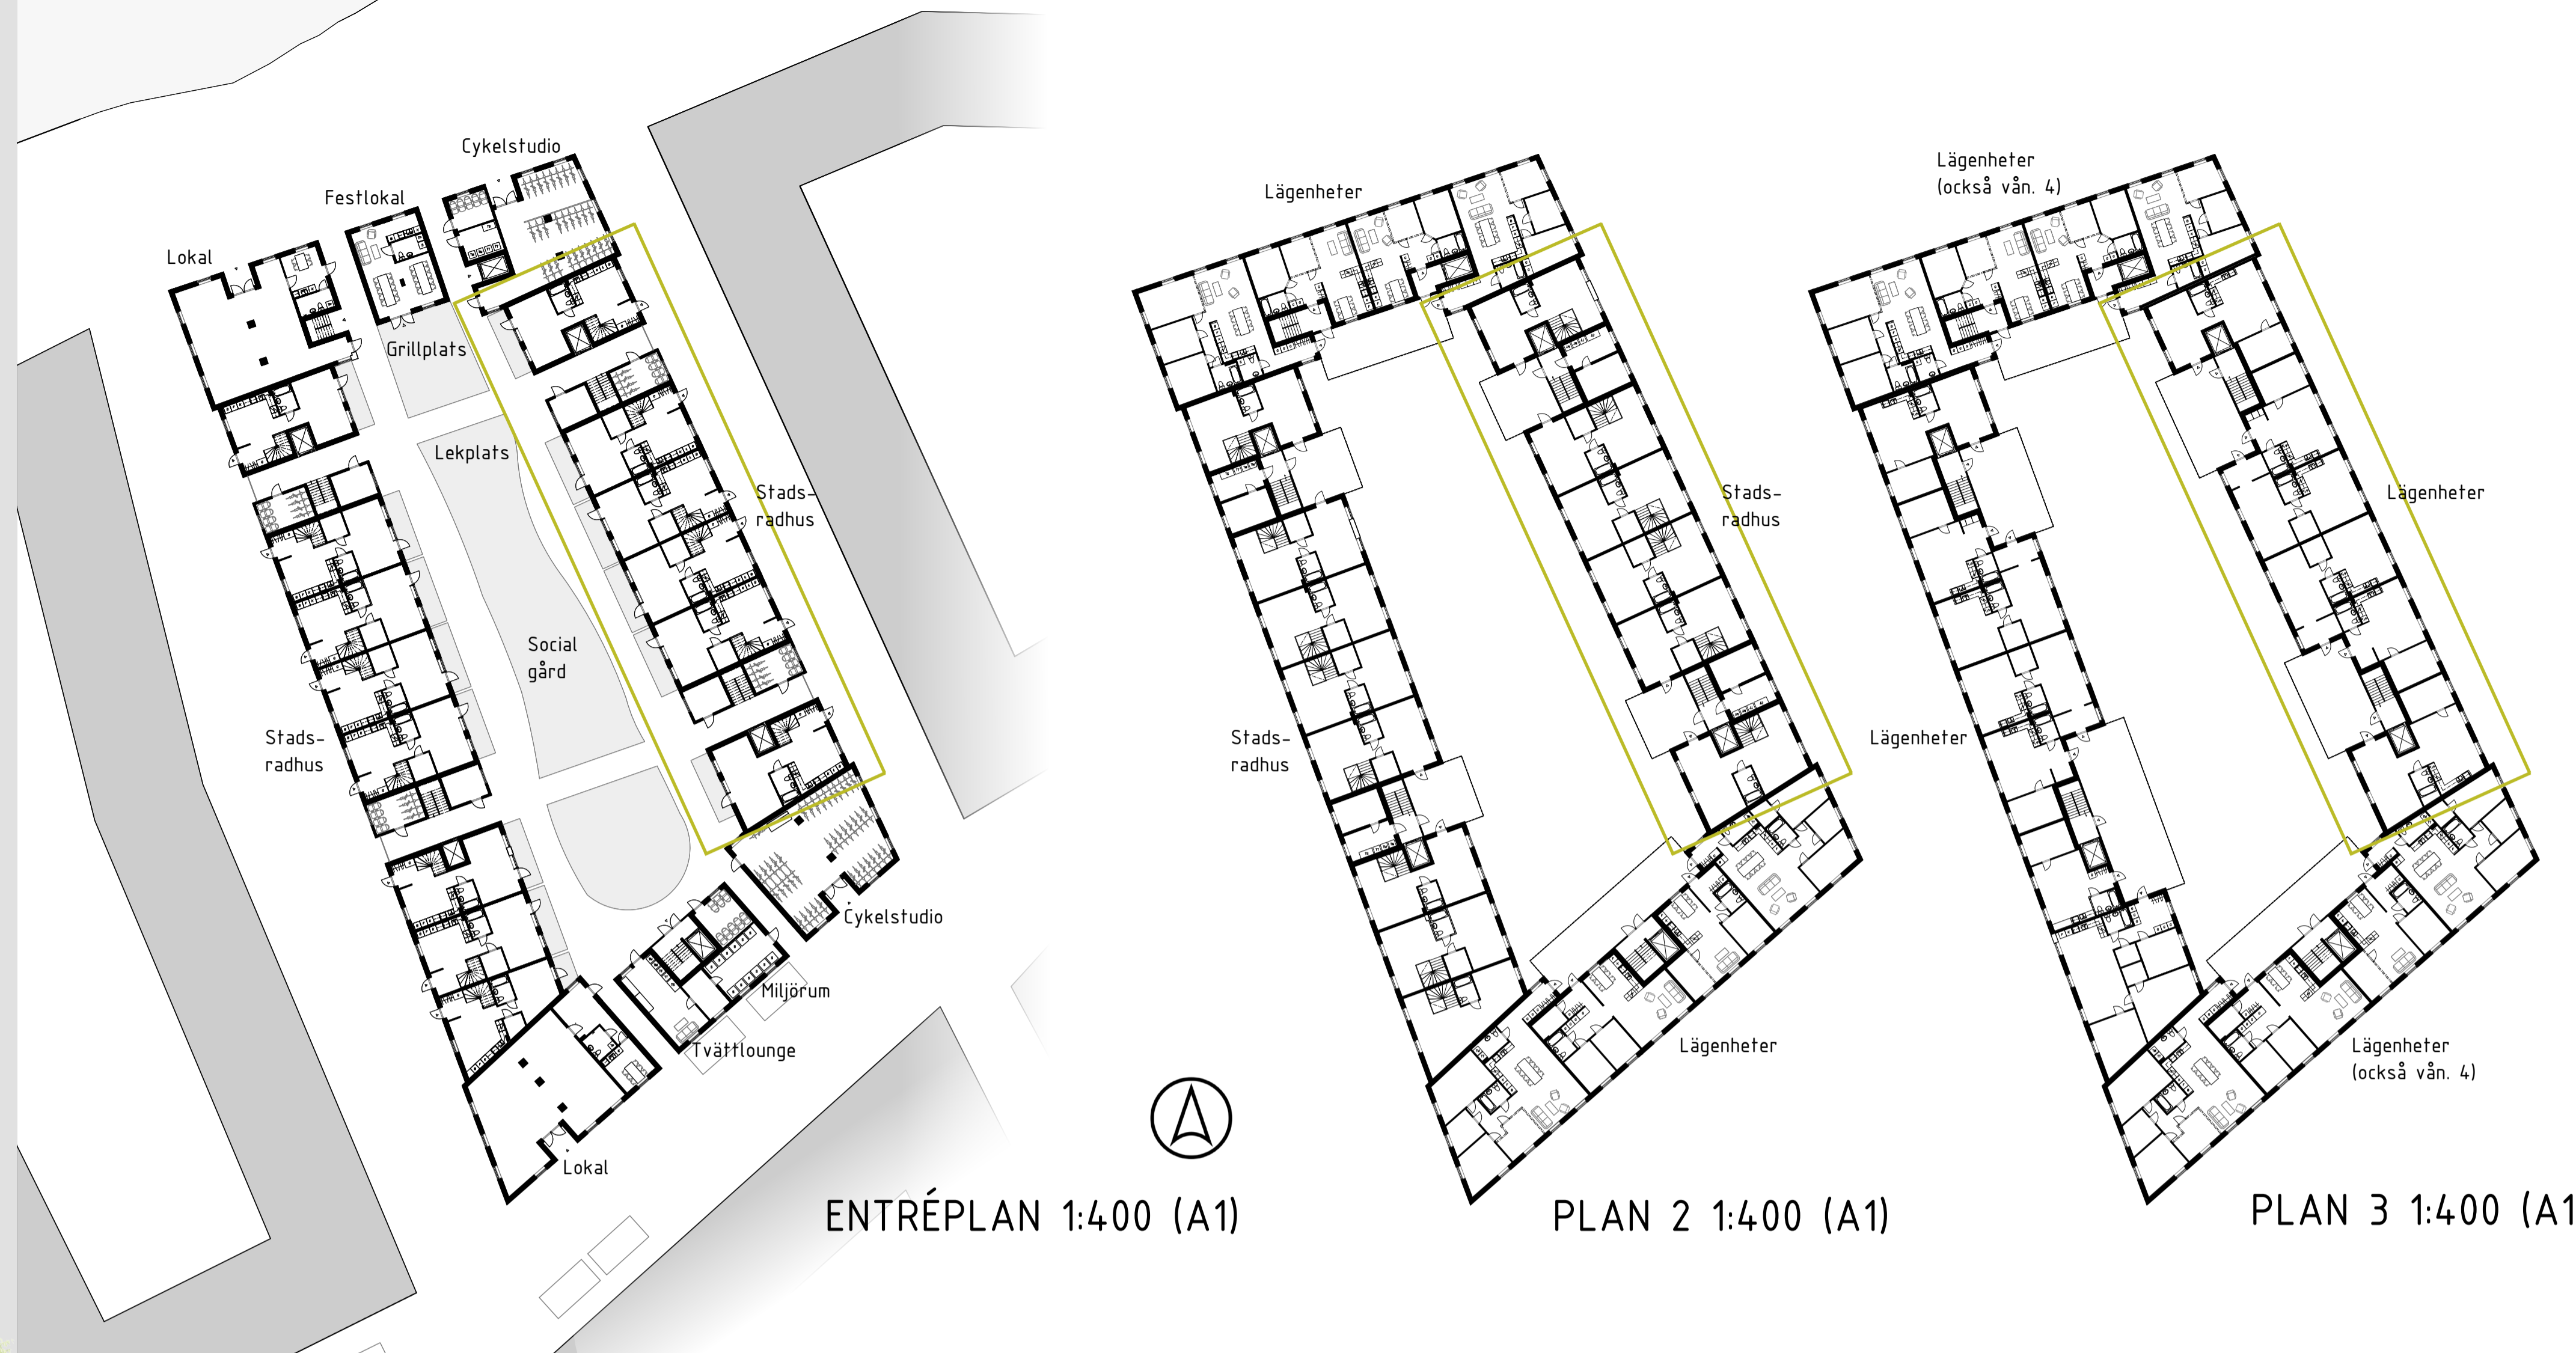 Cykelstudio
Festlokal
Lokal
Grillplats
Lekplats
Stads-
radhus
Social
gård
Stads-
radhus
Cykelstudio
Miljörum
Tvättlounge
Lokal
ENTRÉPLAN 1:400 (A1)
Lägenheter
Stads-
radhus
Stads-
radhus
Lägenheter
PLAN 2 1:400 (A1)
Lägenheter
(också vån. 4)
Lägenheter
Lägenheter
Lägenheter
(också vån. 4)
PLAN 3 1:400 (A1